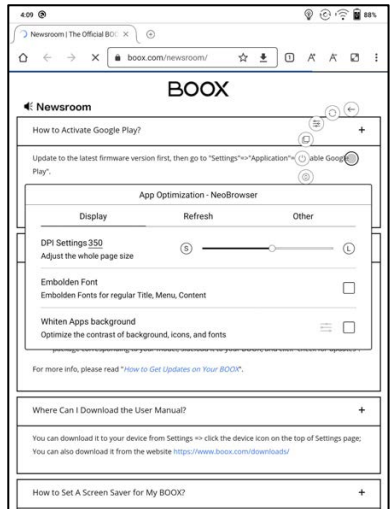 4:09
88%
Newsroom | The Official BOO
boox.com/newsroom/
BOOX
Newsroom
How to Activate Google Play?
+
Update to the latest firmware version first, then go to "Settings"=>"Application"=
able Google
Play".
App Optimization - NeoBrowser
Display
Refresh
Other
DPI Settings 350
Adjust the whole page size
S
L
Embolden Font
Embolden Fonts for regular Title, Menu, Content
Whiten Apps background
Optimize the contrast of background, icons, and fonts
For more info, please read "How to Get Updates on Your BOOX".
Where Can I Download the User Manual?
+
You can download it to your device from Settings => click the device icon on the top of Settings page;
You can also download it from the website https://www.boox.com/downloads/
How to Set A Screen Saver for My BOOX?
+